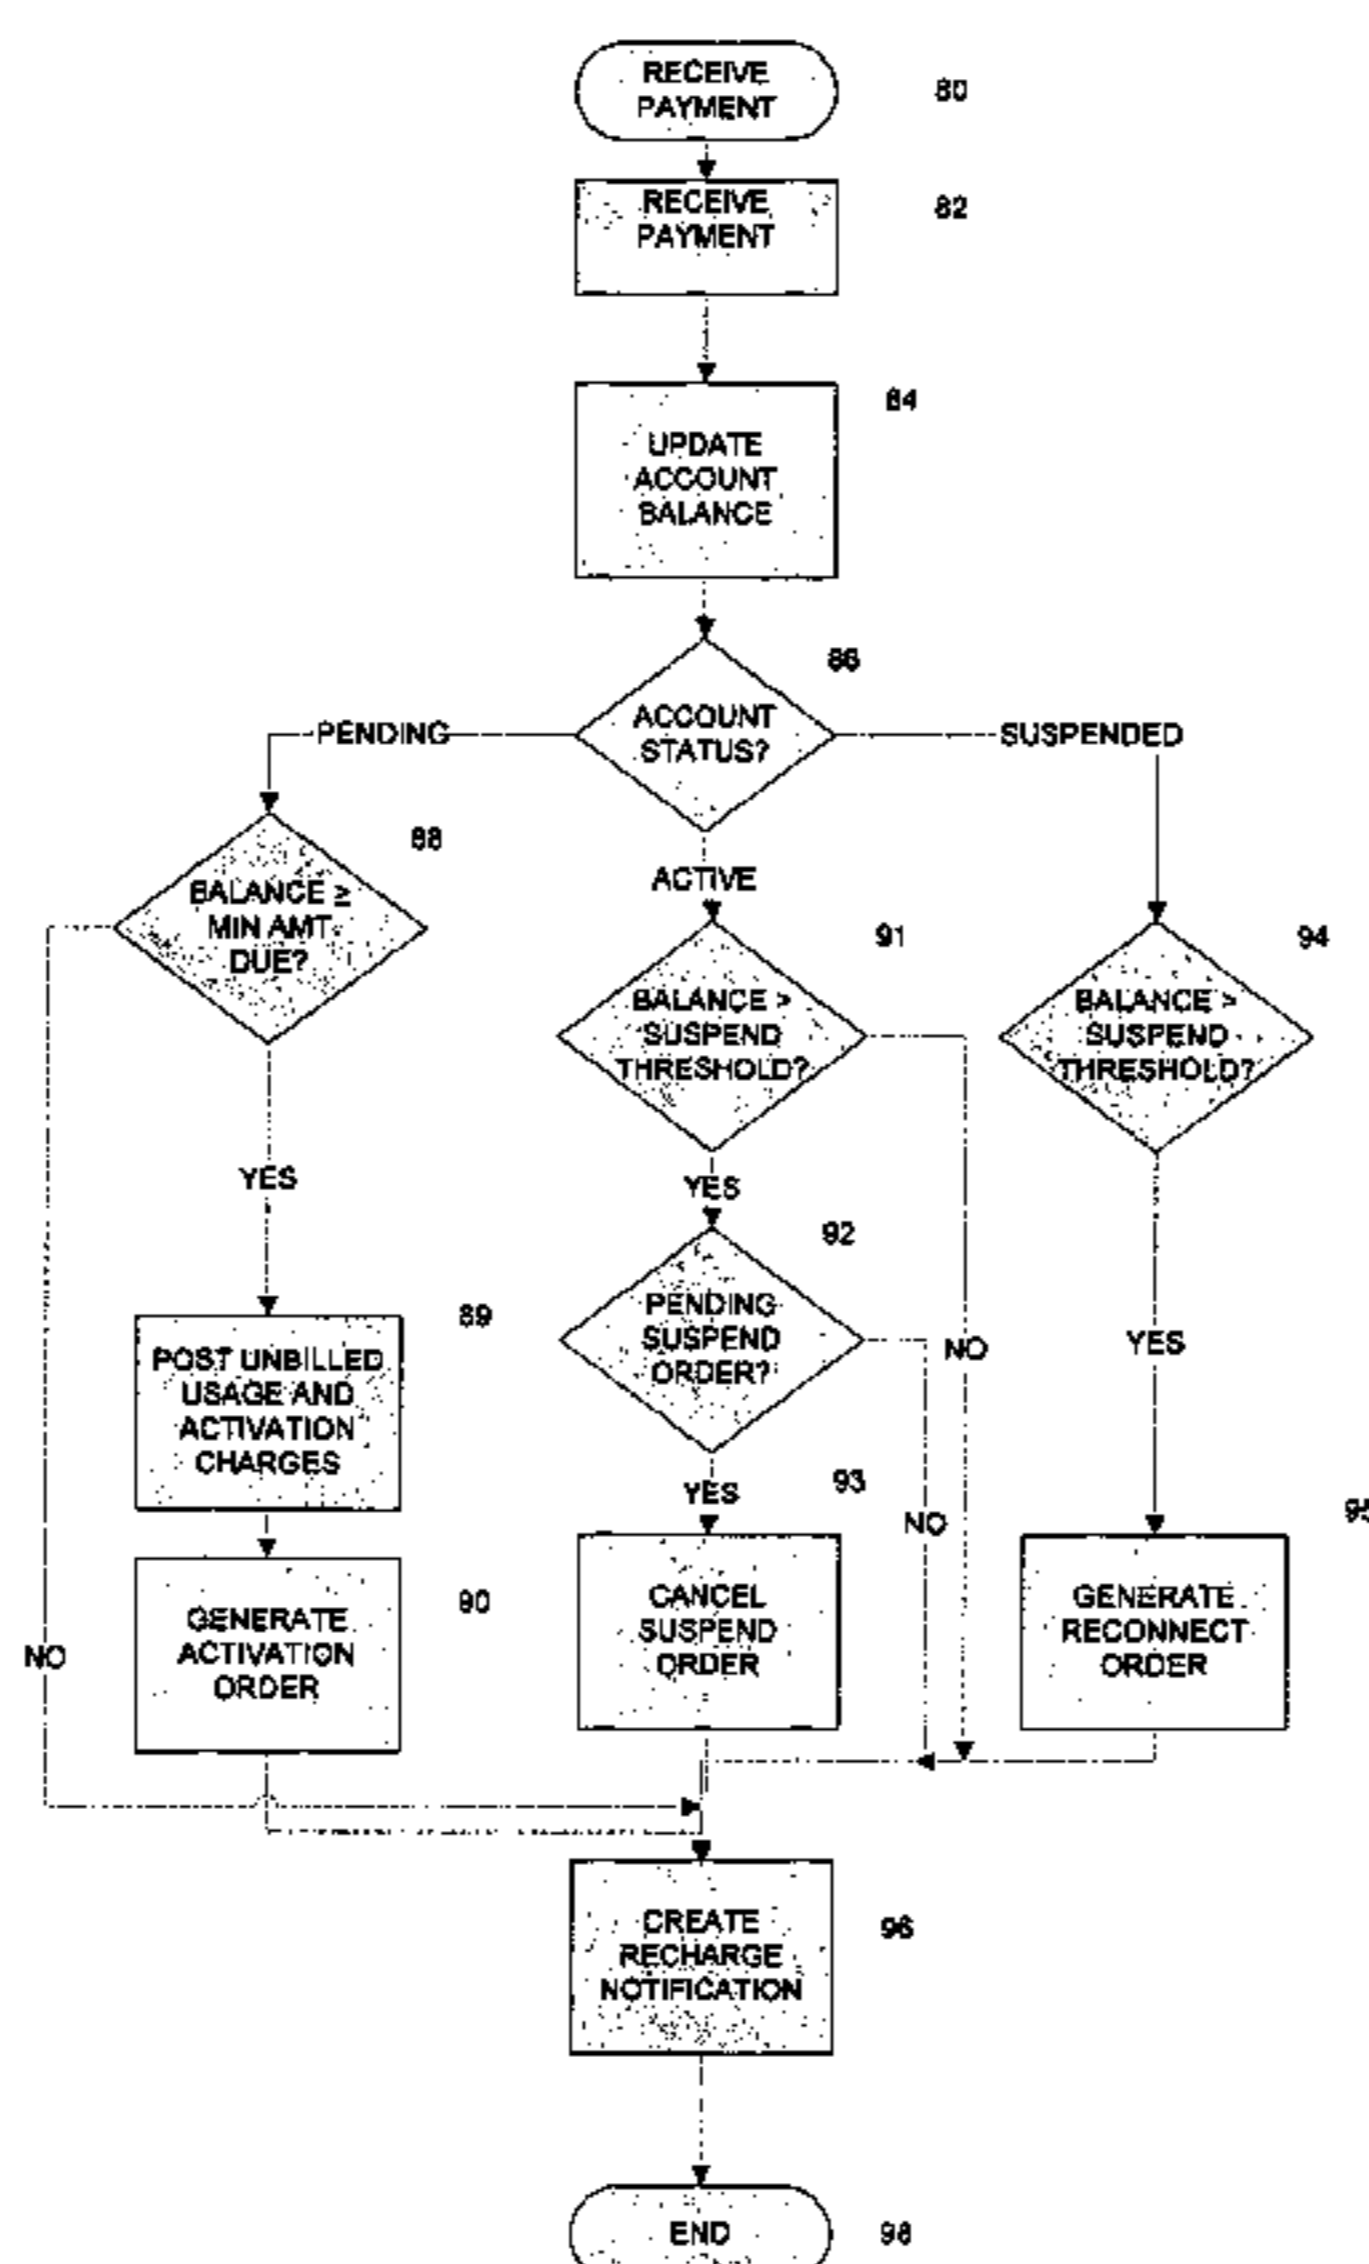 RECEIVE
PAYMENT
80
RECEIVE
PAYMENT
82
84
UPDATE
ACCOUNT
BALANCE
86
ACCOUNT
STATUS?
PENDING
SUSPENDED
ACTIVE
88
BALANCE ≥
MIN AMT
DUE?
91
BALANCE >
SUSPEND
THRESHOLD?
94
BALANCE >
SUSPEND
THRESHOLD?
YES
YES
92
PENDING
SUSPEND
ORDER?
NO
YES
89
POST UNBILLED
USAGE AND
ACTIVATION
CHARGES
YES
93
NO
95
90
GENERATE
ACTIVATION
ORDER
NO
CANCEL
SUSPEND
ORDER
GENERATE
RECONNECT
ORDER
CREATE
RECHARGE
NOTIFICATION
96
END
98